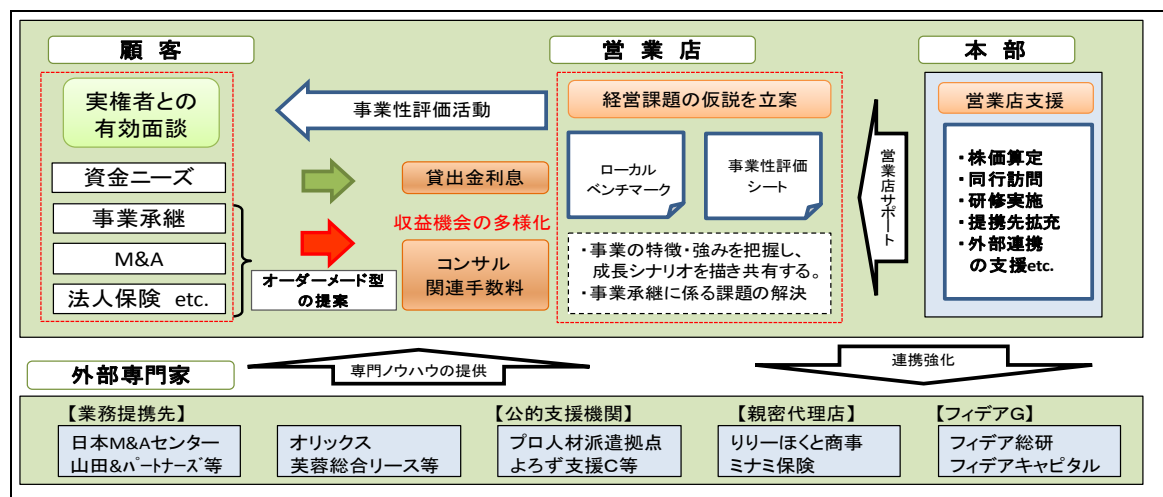 顧 客
営 業 店
本 部
実権者との
有効面談
資金ニーズ
事業承継
M&A
法人保険 etc.
事業性評価活動
貸出金利息
収益機会の多様化
コンサル
関連手数料
オーダーメード型
の提案
経営課題の仮説を立案
ローカル
ベンチマーク
事業性評価
シート
・事業の特徴・強みを把握し、
成長シナリオを描き共有する。
・事業承継に係る課題の解決
営業店サポート
営業店支援
・株価算定
・同行訪問
・研修実施
・提携先拡充
・外部連携
の支援etc.
外部専門家
専門ノウハウの提供
連携強化
【業務提携先】
日本M&Aセンター
山田&パートナーズ等
オリックス
芙蓉総合リース等
【公的支援機関】
プロ人材派遣拠点
よろず支援C等
【親密代理店】
りりーほくと商事
ミナミ保険
【フィデアG】
フィデア総研
フィデアキャピタル